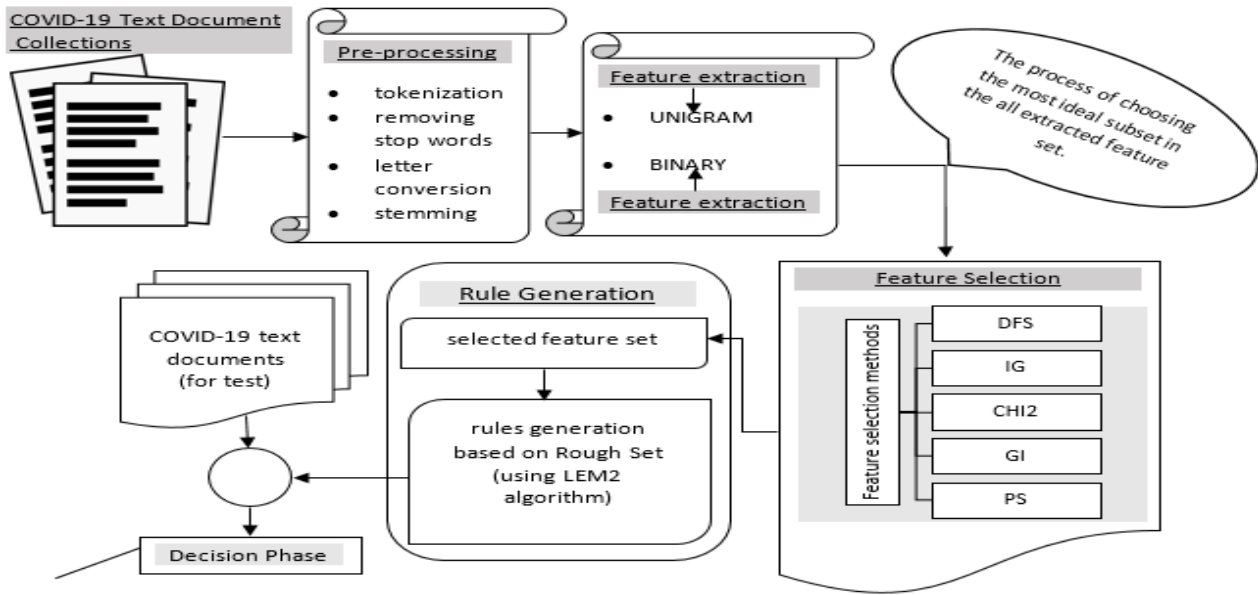 COVID-19 Text Document
Collections
Pre-processing
• tokenization
• removing
stop words
• letter
conversion
• stemming
Feature extraction
• UNIGRAM
• BINARY
Feature extraction
The process of choosing
the most ideal subset in
the all extracted feature
set.
Feature Selection
Feature selection methods
DFS
IG
CHI2
GI
PS
Rule Generation
selected feature set
rules generation
based on Rough Set
(using LEM2
algorithm)
COVID-19 text
documents
(for test)
Decision Phase